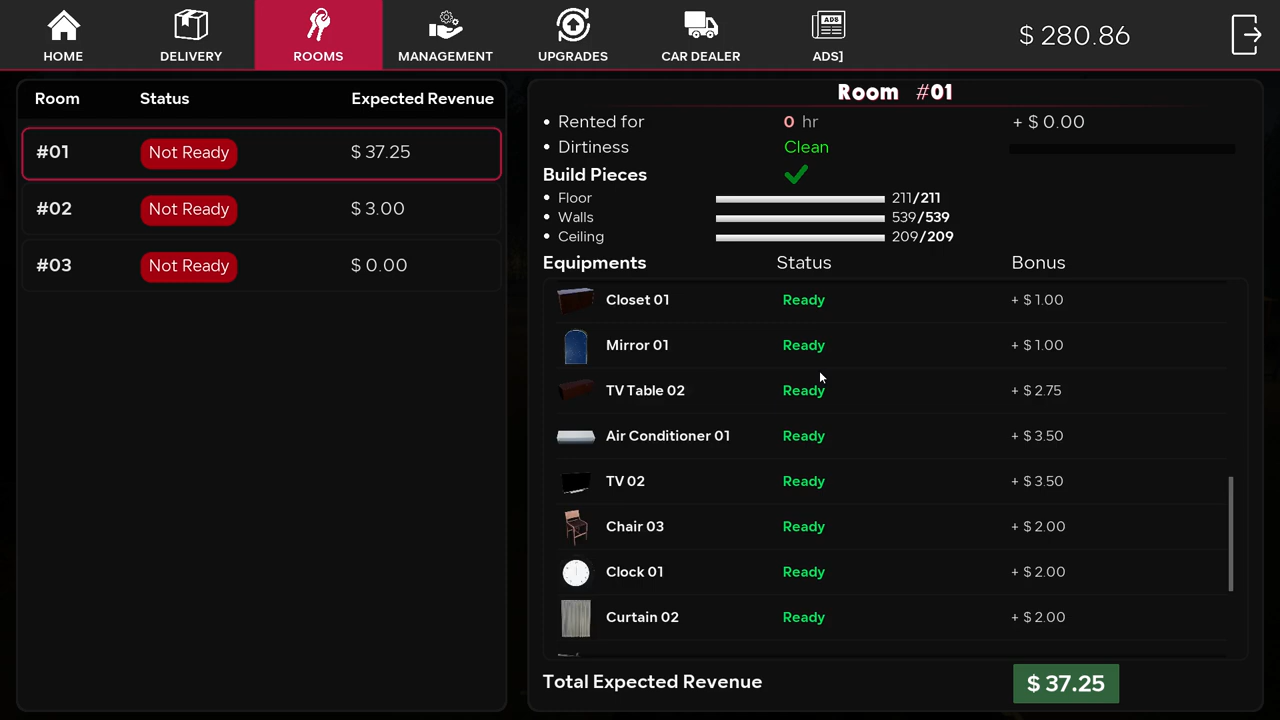 HOME DELIVERY ROOMS MANAGEMENT UPGRADES CAR DEALER ADS ADS] $ 280.86
Room Status Expected Revenue
#01 Not Ready $ 37.25
#02 Not Ready $ 3.00
#03 Not Ready $ 0.00
Room #01
• Rented for 0 hr + $ 0.00
• Dirtiness Clean
Build Pieces
• Floor 211/211
• Walls 539/539
• Ceiling 209/209
Equipments Status Bonus
Closet 01 Ready + $ 1.00
Mirror 01 Ready + $ 1.00
TV Table 02 Ready + $ 2.75
Air Conditioner 01 Ready + $ 3.50
TV 02 Ready + $ 3.50
Chair 03 Ready + $ 2.00
Clock 01 Ready + $ 2.00
Curtain 02 Ready + $ 2.00
Total Expected Revenue $ 37.25